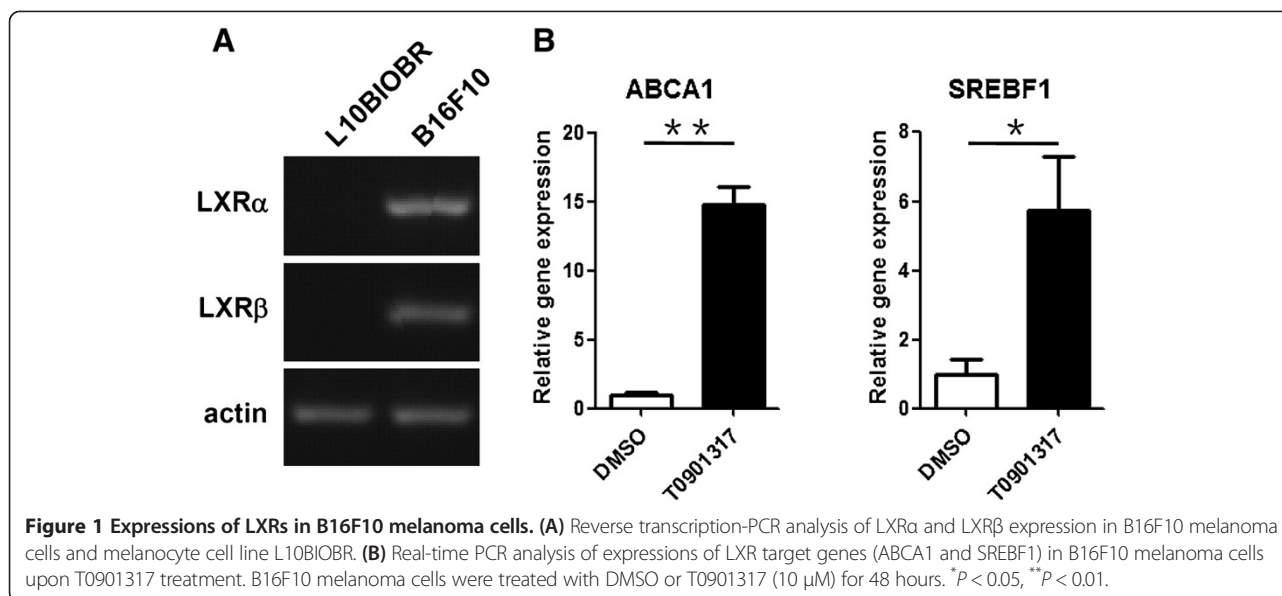 A
L10BIOBR
B16F10
LXRα
LXRβ
actin
B
ABCA1
Relative gene expression
20
15
10
5
0
**
DMSO
T0901317
SREBF1
Relative gene expression
8
6
4
2
0
*
DMSO
T0901317
Figure 1 Expressions of LXRs in B16F10 melanoma cells. (A) Reverse transcription-PCR analysis of LXRα and LXRβ expression in B16F10 melanoma
cells and melanocyte cell line L10BIOBR. (B) Real-time PCR analysis of expressions of LXR target genes (ABCA1 and SREBF1) in B16F10 melanoma cells
upon T0901317 treatment. B16F10 melanoma cells were treated with DMSO or T0901317 (10 μM) for 48 hours. *P < 0.05, **P < 0.01.